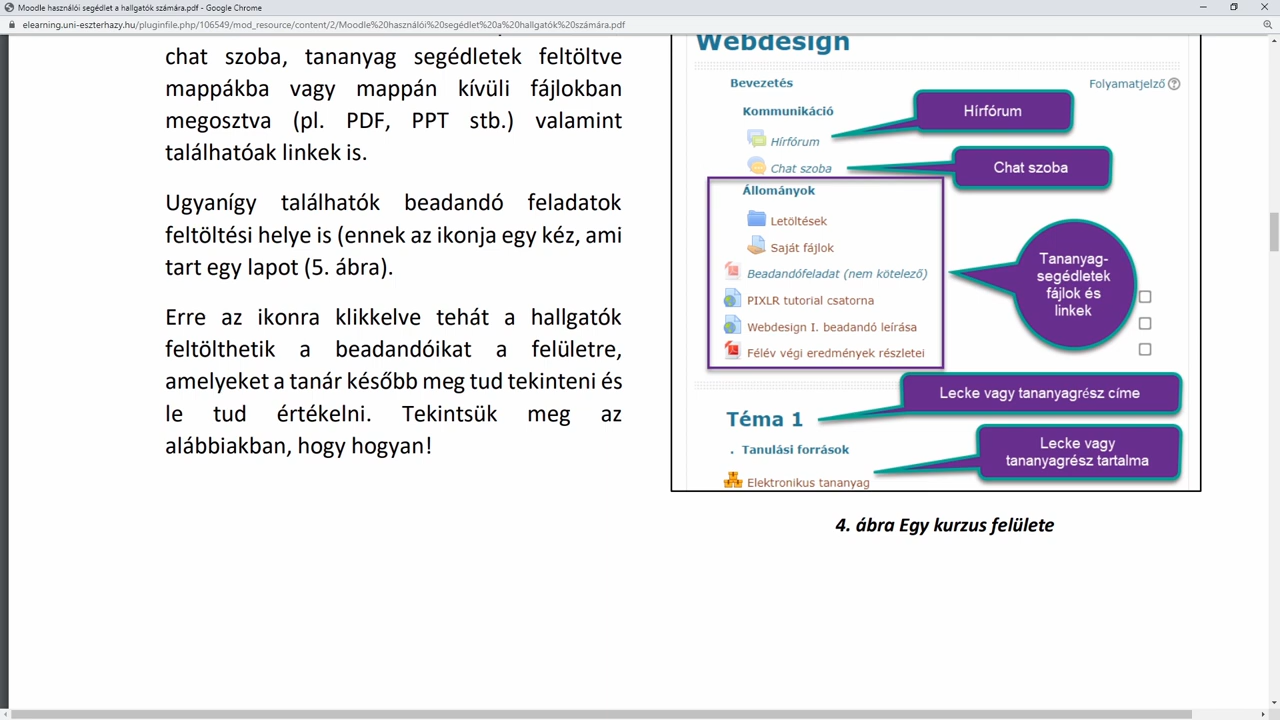 Moodle használói segédlet a hallgatók számára.pdf - Google Chrome
elearning.uni-eszterhazy.hu/pluginfile.php/106549/mod_resource/content/2/Moodle%20használói%20segédlet%20a%20hallgatók%20számára.pdf
chat szoba, tananyag segédletek feltöltve
mappákba vagy mappán kívüli fájlokban
megosztva (pl. PDF, PPT stb.) valamint
találhatóak linkek is.
Ugyanígy találhatók beadandó feladatok
feltöltési helye is (ennek az ikonja egy kéz, ami
tart egy lapot (5. ábra).
Erre az ikonra klikkelve tehát a hallgatók
feltölthetik a beadandóikat a felületre,
amelyeket a tanár később meg tud tekinteni és
le tud értékelni. Tekintsük meg az
alábbiakban, hogy hogyan!
Webdesign
Bevezetés
Folyamatjelző
Kommunikáció
Hírfórum
Hírfórum
Chat szoba
Chat szoba
Állományok
Letöltések
Saját fájlok
Beadandófeladat (nem kötelező)
PIXLR tutorial csatorna
Webdesign I. beadandó leírása
Félév végi eredmények részletei
Tananyag-
segédletek
fájlok és
linkek
Lecke vagy tananyagrész címe
Téma 1
. Tanulási források
Lecke vagy
tananyagrész tartalma
Elektronikus tananyag
4. ábra Egy kurzus felülete